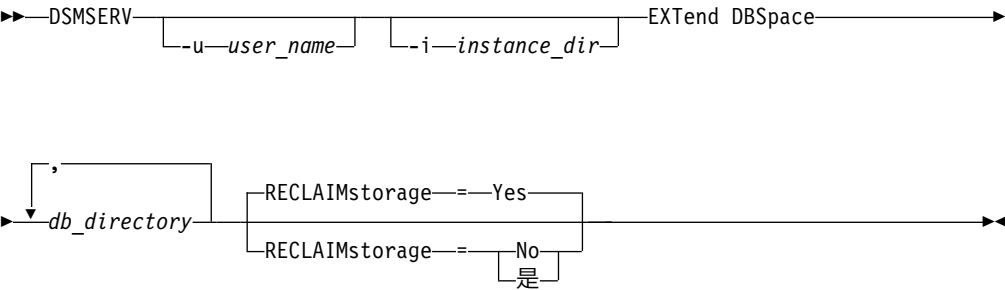 DSMSERV -u user_name -i instance_dir EXTend DBSpace
,
db_directory
RECLAIMstorage = Yes
RECLAIMstorage = No
是